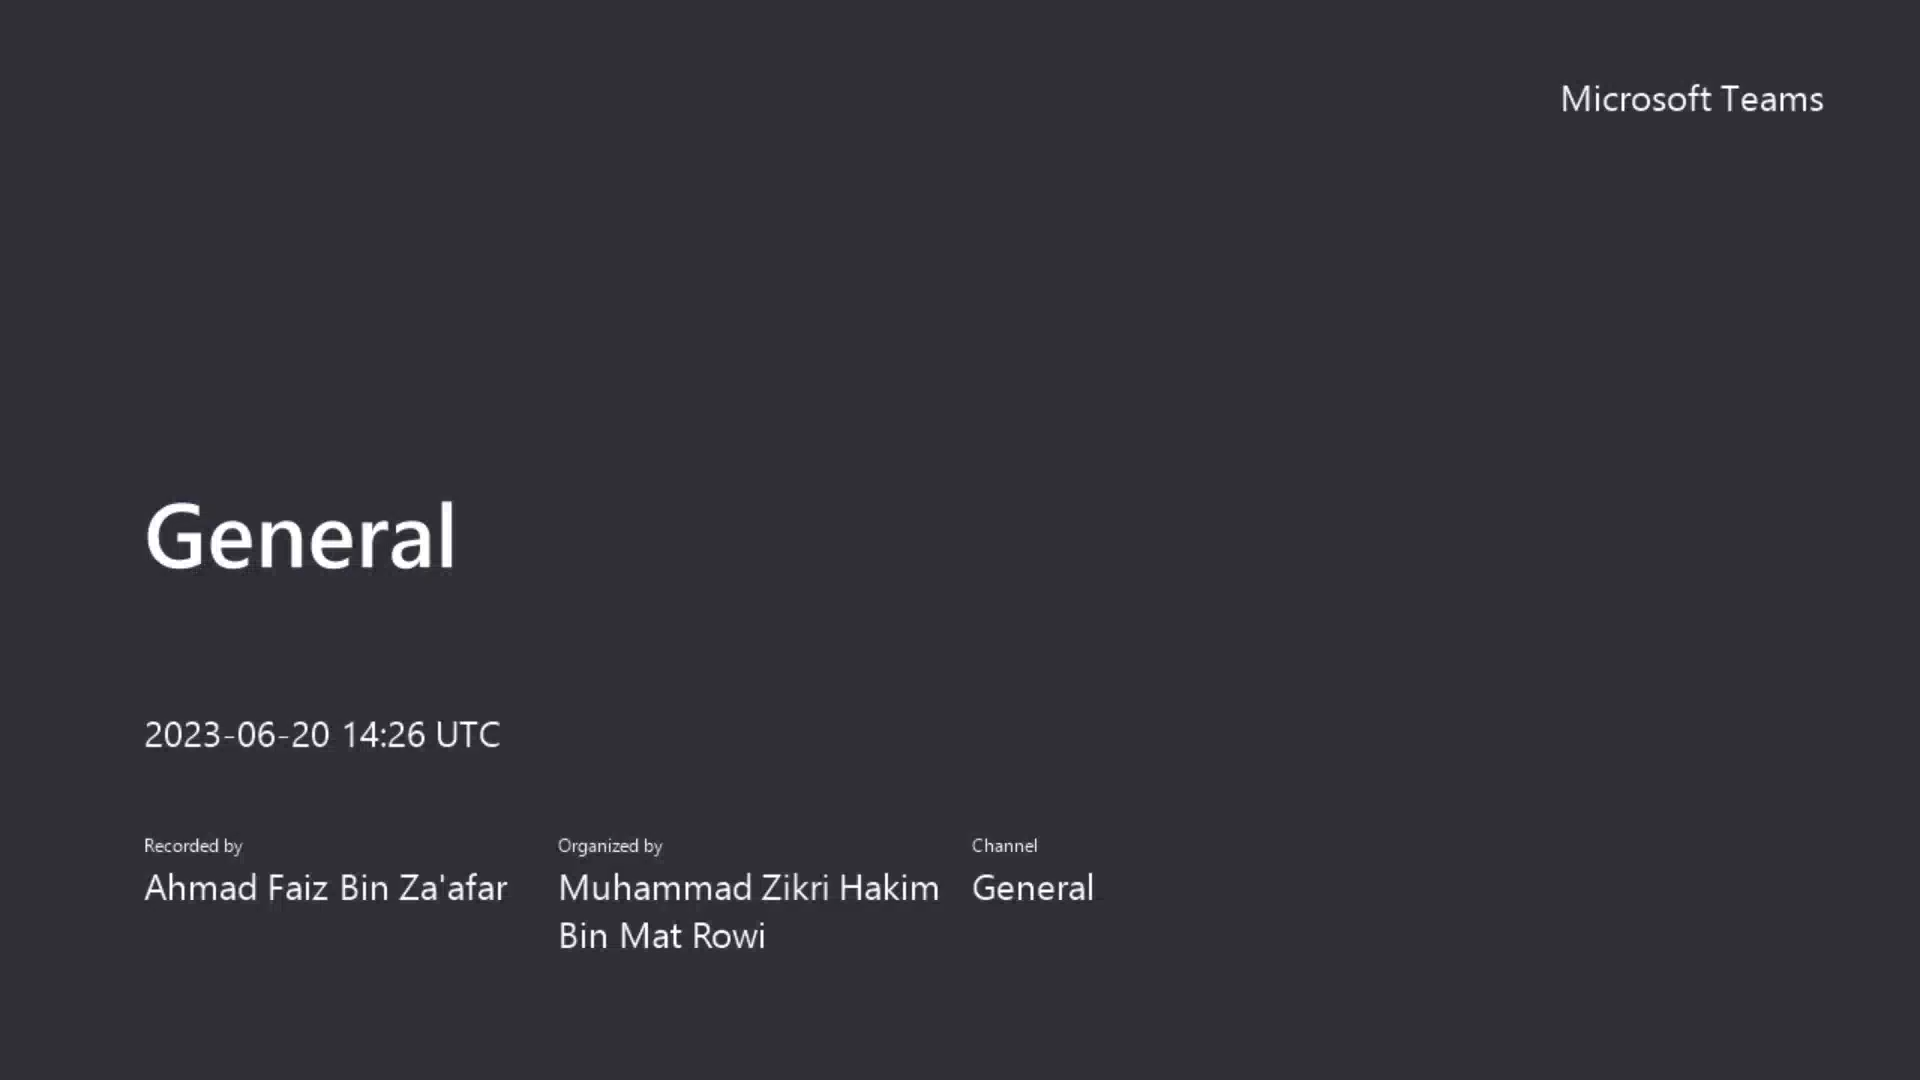 Microsoft Teams
General
2023-06-20 14:26 UTC
Recorded by
Ahmad Faiz Bin Za'afar
Organized by
Muhammad Zikri Hakim
Bin Mat Rowi
Channel
General